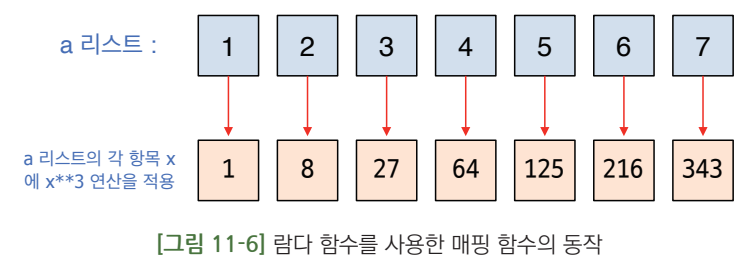 a 리스트 : 1 2 3 4 5 6 7
a 리스트의 각 항목 x
에 x**3 연산을 적용
1 8 27 64 125 216 343
[그림 11-6] 람다 함수를 사용한 매핑 함수의 동작